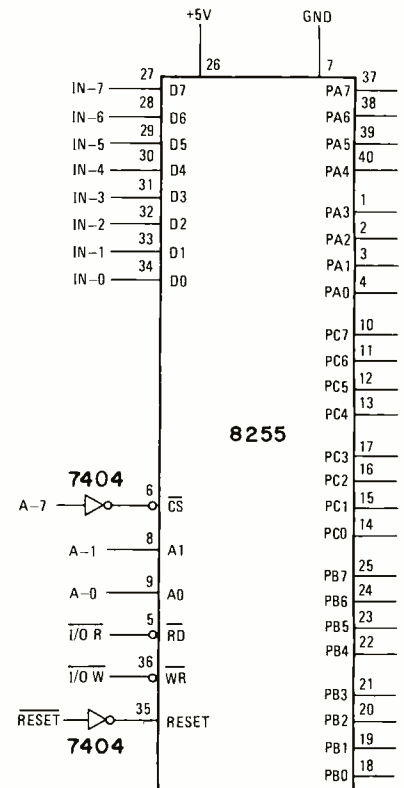 +5V GND
26 7
IN-7 27 D7 PA7 37
IN-6 28 D6 PA6 38
IN-5 29 D5 PA5 39
IN-4 30 D4 PA4 40
IN-3 31 D3 PA3 1
IN-2 32 D2 PA2 2
IN-1 33 D1 PA1 3
IN-0 34 D0 PA0 4
PC7 10
PC6 11
PC5 12
PC4 13
8255
PC3 17
PC2 16
PC1 15
PC0 14
7404
A-7 6 CS
A-1 8 A1
A-0 9 A0
I/O R 5 RD
I/O W 36 WR
RESET 35 RESET
7404
PB7 25
PB6 24
PB5 23
PB4 22
PB3 21
PB2 20
PB1 19
PB0 18